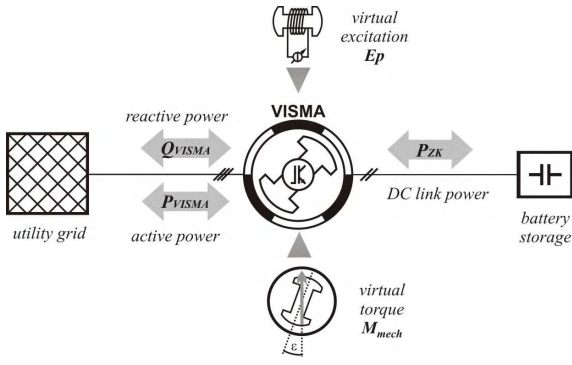 virtual
excitation
Ep
VISMA
reactive power
QVISMA
PZK
PVISMA
DC link power
utility grid
active power
battery
storage
virtual
torque
Mmech
ε